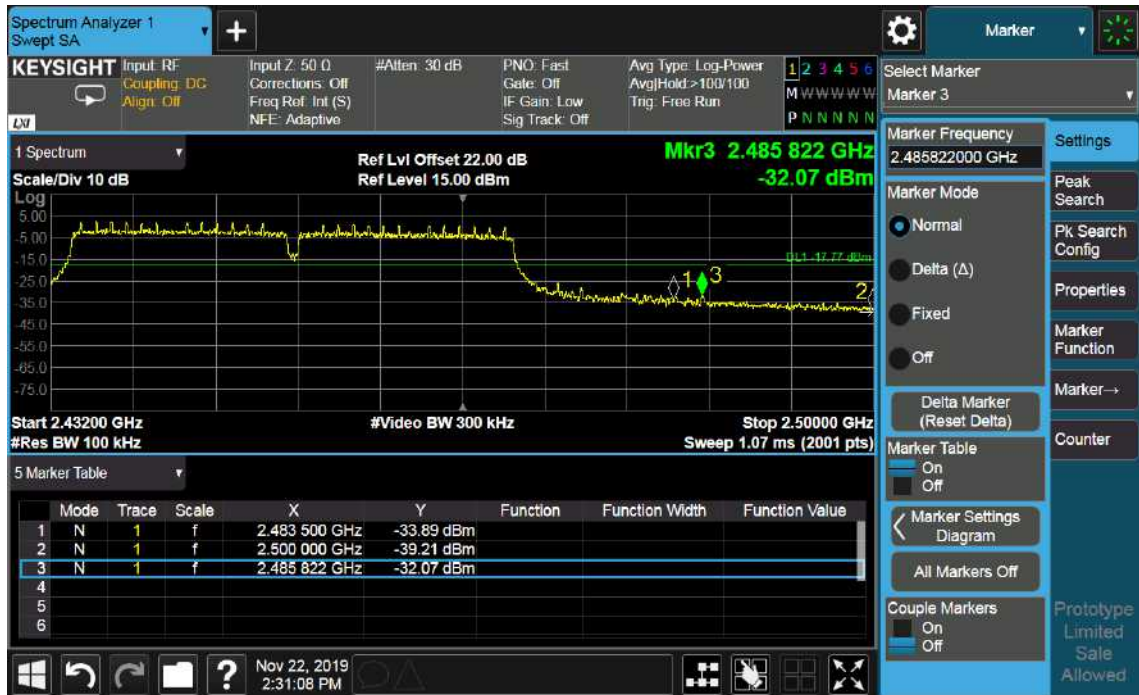 Spectrum Analyzer 1
Swept SA
+
Marker
KEYSIGHT
LXI
Input: RF
Coupling: DC
Align: Off
Input Z: 50 Ω
Corrections: Off
Freq Ref: Int (S)
NFE: Adaptive
#Atten: 30 dB
PNO: Fast
Gate: Off
IF Gain: Low
Sig Track: Off
Avg Type: Log-Power
Avg|Hold:>100/100
Trig: Free Run
1 2 3 4 5 6
M W W W W W
P N N N N N
Select Marker
Marker 3
1 Spectrum
Scale/Div 10 dB
Ref Lvl Offset 22.00 dB
Ref Level 15.00 dBm
Mkr3 2.485 822 GHz
-32.07 dBm
Log
5.00
-5.00
-15.0
-25.0
-35.0
-45.0
-55.0
-65.0
-75.0
DL1 -17.77 dBm
1
3
2
Start 2.43200 GHz
#Video BW 300 kHz
Stop 2.50000 GHz
#Res BW 100 kHz
Sweep 1.07 ms (2001 pts)
5 Marker Table
Mode Trace Scale X Y Function Function Width Function Value
1 N 1 f 2.483 500 GHz -33.89 dBm
2 N 1 f 2.500 000 GHz -39.21 dBm
3 N 1 f 2.485 822 GHz -32.07 dBm
4
5
6
Marker Frequency
2.485822000 GHz
Marker Mode
Normal
Delta (Δ)
Fixed
Off
Delta Marker
(Reset Delta)
Marker Table
On
Off
Marker Settings
Diagram
All Markers Off
Couple Markers
On
Off
Settings
Peak
Search
Pk Search
Config
Properties
Marker
Function
Marker→
Counter
Prototype
Limited
Sale
Allowed
?
Nov 22, 2019
2:31:08 PM